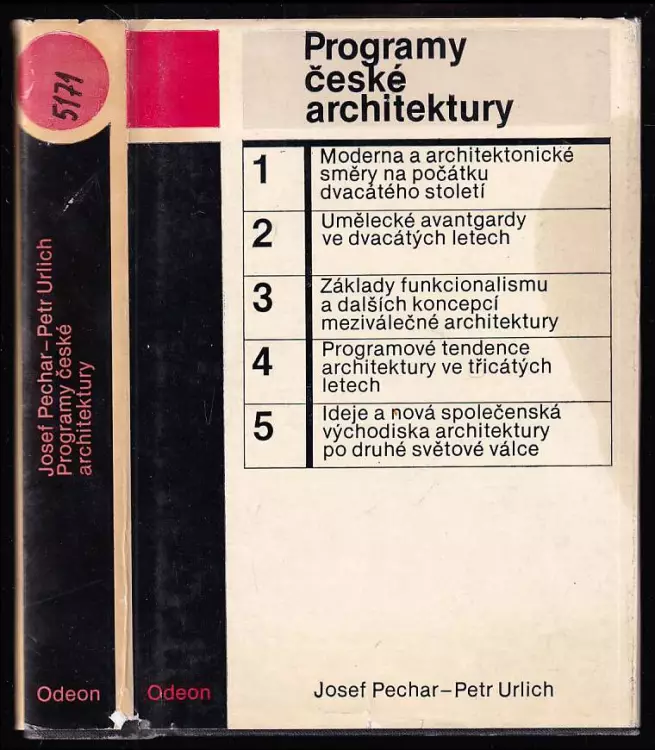 5171
Josef Pechar–Petr Urlich
Programy české
architektury
Odeon
Odeon
Programy
české
architektury
1
Moderna a architektonické
směry na počátku
dvacátého století
2
Umělecké avantgardy
ve dvacátých letech
3
Základy funkcionalismu
a dalších koncepcí
meziválečné architektury
4
Programové tendence
architektury ve třicátých
letech
5
Ideje a nová společenská
východiska architektury
po druhé světové válce
Josef Pechar–Petr Urlich